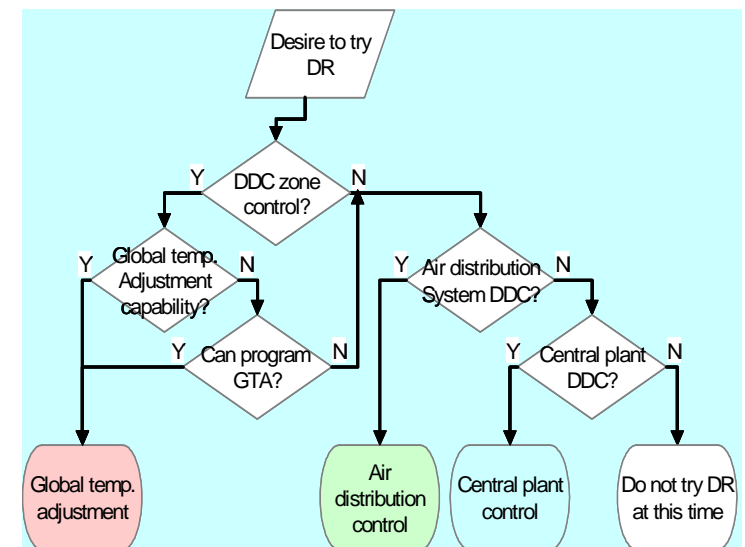 Desire to try
DR
Y
DDC zone
control?
N
Y
Global temp.
Adjustment
capability?
N
Y
Air distribution
System DDC?
N
Y
Can program
GTA?
N
Y
Central plant
DDC?
N
Global temp.
adjustment
Air
distribution
control
Central plant
control
Do not try DR
at this time